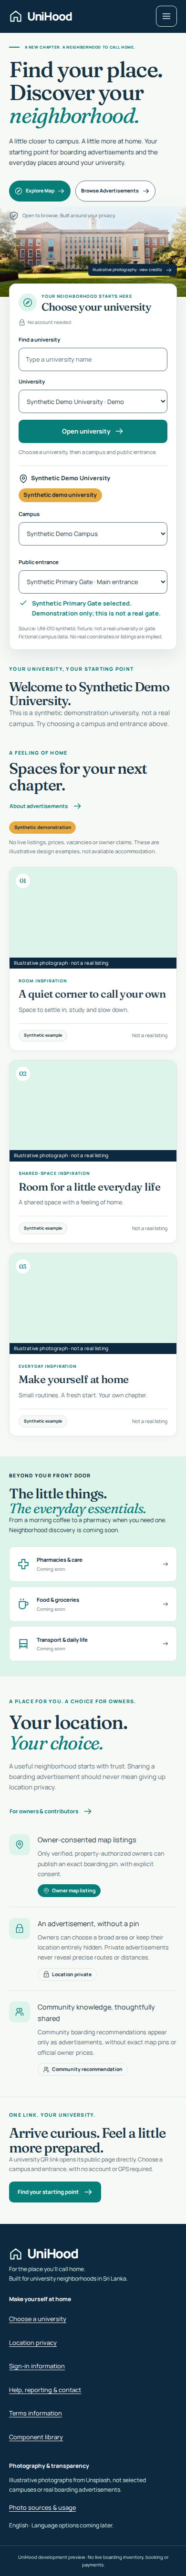 UniHood
A NEW CHAPTER. A NEIGHBORHOOD TO CALL HOME.
Find your place.
Discover your
neighborhood.
A little closer to campus. A little more at home. Your
starting point for boarding advertisements and the
everyday places around your university.
Explore Map
Browse Advertisements
Open to browse. Built around your privacy.
Illustrative photography · view credits
YOUR NEIGHBORHOOD STARTS HERE
Choose your university
No account needed
Find a university
Type a university name
University
Synthetic Demo University · Demo
Open university
Choose a university, then a campus and public entrance.
Synthetic Demo University
Synthetic demo university
Campus
Synthetic Demo Campus
Public entrance
Synthetic Primary Gate · Main entrance
Synthetic Primary Gate selected.
Demonstration only; this is not a real gate.
Source: UNI-010 synthetic fixture; not a real university or gate.
Fictional campus data. No real coordinates or listings are implied.
YOUR UNIVERSITY, YOUR STARTING POINT
Welcome to Synthetic Demo
University.
This is a synthetic demonstration university, not a real
campus. Try choosing a campus and entrance above.
A FEELING OF HOME
Spaces for your next
chapter.
About advertisements
Synthetic demonstration
No live listings, prices, vacancies or owner claims. These are
illustrative design examples, not available accommodation.
01
Illustrative photography · not a real listing
ROOM INSPIRATION
A quiet corner to call your own
Space to settle in, study and slow down.
Synthetic example
Not a real listing
02
Illustrative photography · not a real listing
SHARED-SPACE INSPIRATION
Room for a little everyday life
A shared space with a feeling of home.
Synthetic example
Not a real listing
03
Illustrative photography · not a real listing
EVERYDAY INSPIRATION
Make yourself at home
Small routines. A fresh start. Your own chapter.
Synthetic example
Not a real listing
BEYOND YOUR FRONT DOOR
The little things.
The everyday essentials.
From a morning coffee to a pharmacy when you need one.
Neighborhood discovery is coming soon.
Pharmacies & care
Coming soon
Food & groceries
Coming soon
Transport & daily life
Coming soon
A PLACE FOR YOU. A CHOICE FOR OWNERS.
Your location.
Your choice.
A useful neighborhood starts with trust. Sharing a
boarding advertisement should never mean giving up
location privacy.
For owners & contributors
Owner-consented map listings
Only verified, property-authorized owners can
publish an exact boarding pin, with explicit
consent.
Owner map listing
An advertisement, without a pin
Owners can choose a broad area or keep their
location entirely hidden. Private advertisements
never reveal precise routes or distances.
Location private
Community knowledge, thoughtfully
shared
Community boarding recommendations appear
only as advertisements, without exact map pins or
official owner prices.
Community recommendation
ONE LINK. YOUR UNIVERSITY.
Arrive curious. Feel a little
more prepared.
A university QR link opens its public page directly. Choose a
campus and entrance, with no account or GPS required.
Find your starting point
UniHood
For the place you'll call home.
Built for university neighborhoods in Sri Lanka.
Make yourself at home
Choose a university
Location privacy
Sign-in information
Help, reporting & contact
Terms information
Component library
Photography & transparency
Illustrative photographs from Unsplash, not selected
campuses or real boarding advertisements.
Photo sources & usage
English · Language options coming later.
UniHood development preview · No live boarding inventory, booking or
payments.